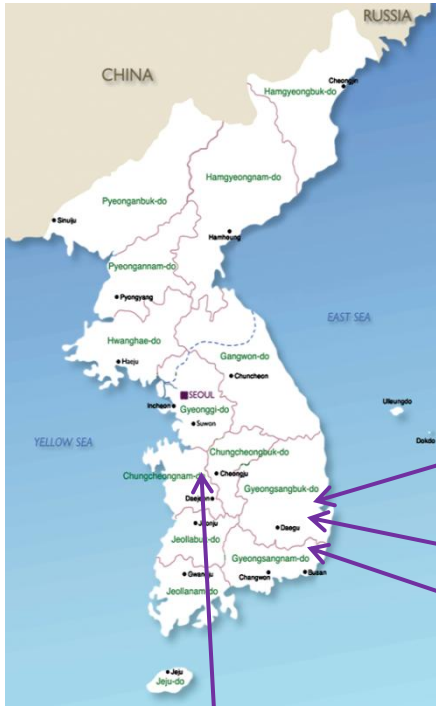 RUSSIA
CHINA
Cheongjin
Hamgyeongbuk-do
Hamgyeongnam-do
Pyeonganbuk-do
Sinuiju
Hamheung
Pyeongannam-do
Pyongyang
EAST SEA
Hwanghae-do
Haeju
Gangwon-do
Chuncheon
SEOUL
Incheon
Gyeonggi-do
Ulleungdo
Suwon
Dokdo
YELLOW SEA
Chungcheongbuk-do
Chungcheongnam-do
Cheongju
Gyeongsangbuk-do
Daejeon
Jeonju
Daegu
Jeollabuk-do
Gyeongsangnam-do
Gwangju
Changwon
Busan
Jeollanam-do
Jeju
Jeju-do